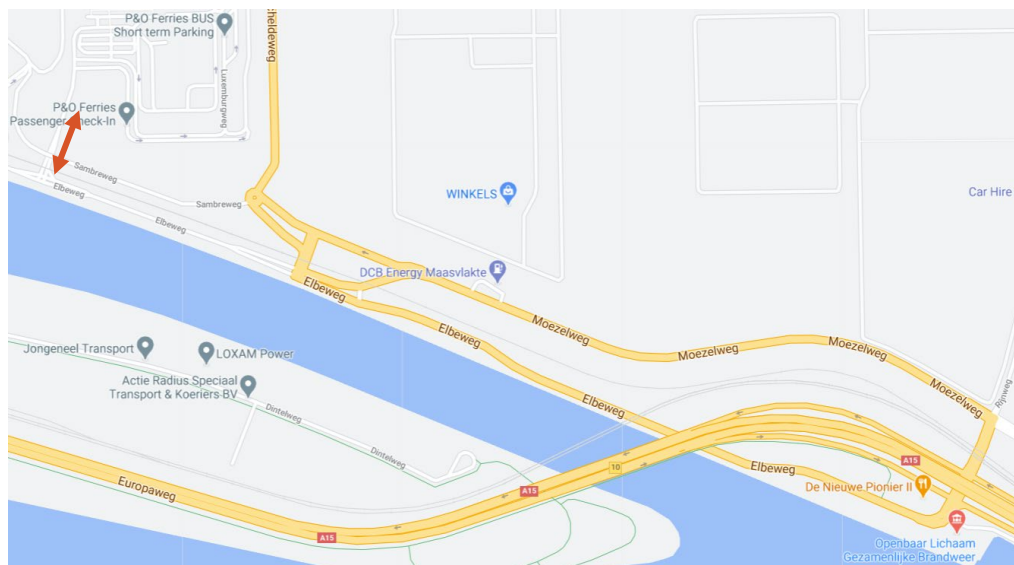 P&O Ferries BUS
Short term Parking
cheldeweg
Luxemburgweg
P&O Ferries
Passenger
heck-In
Sambreweg
Elbeweg
Sambreweg
Elbeweg
WINKELS
Car Hire
DCB Energy Maasvlakte
Elbeweg
Moezelweg
Elbeweg
Moezelweg
Moezelweg
Moezelweg
Rijnweg
Jongeneel Transport
LOXAM Power
Actie Radius Speciaal
Transport & Koeriers BV
Dintelweg
Dintelweg
Elbeweg
Elbeweg
A15
10
De Nieuwe Pionier II
Europaweg
A15
A15
Openbaar Lichaam
Gezamenlijke Brandweer